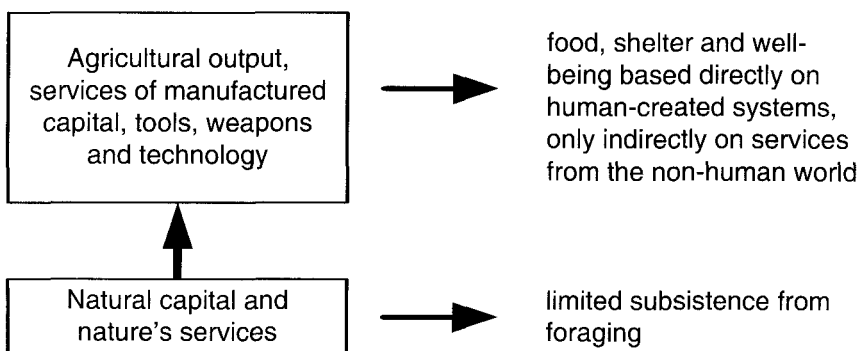 Agricultural output,
services of manufactured
capital, tools, weapons
and technology
food, shelter and well-
being based directly on
human-created systems,
only indirectly on services
from the non-human world
Natural capital and
nature's services
limited subsistence from
foraging